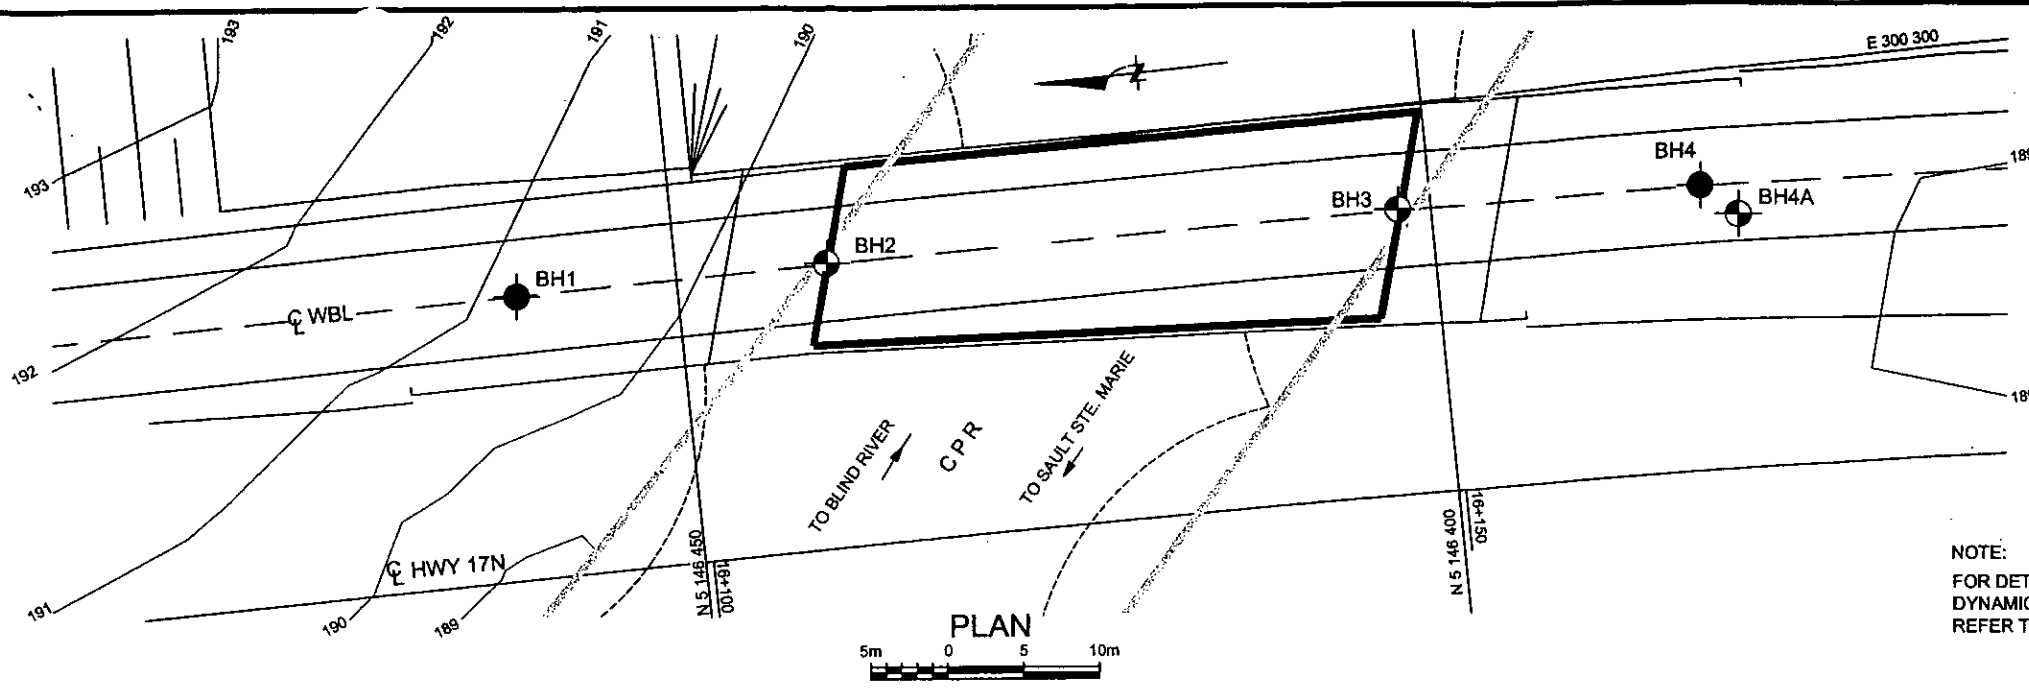 193
192
191
190
E 300 300
N
BH4
189
193
BH4A
BH3
BH2
BH1
℄ WBL
192
TO BLIND RIVER
C P R
TO SAULT STE. MARIE
N 5 146 450
16+100
N 5 146 400
16+150
℄ HWY 17N
191
190
189
NOTE:
FOR DET
DYNAMIC
REFER T
PLAN
5m 0 5 10m